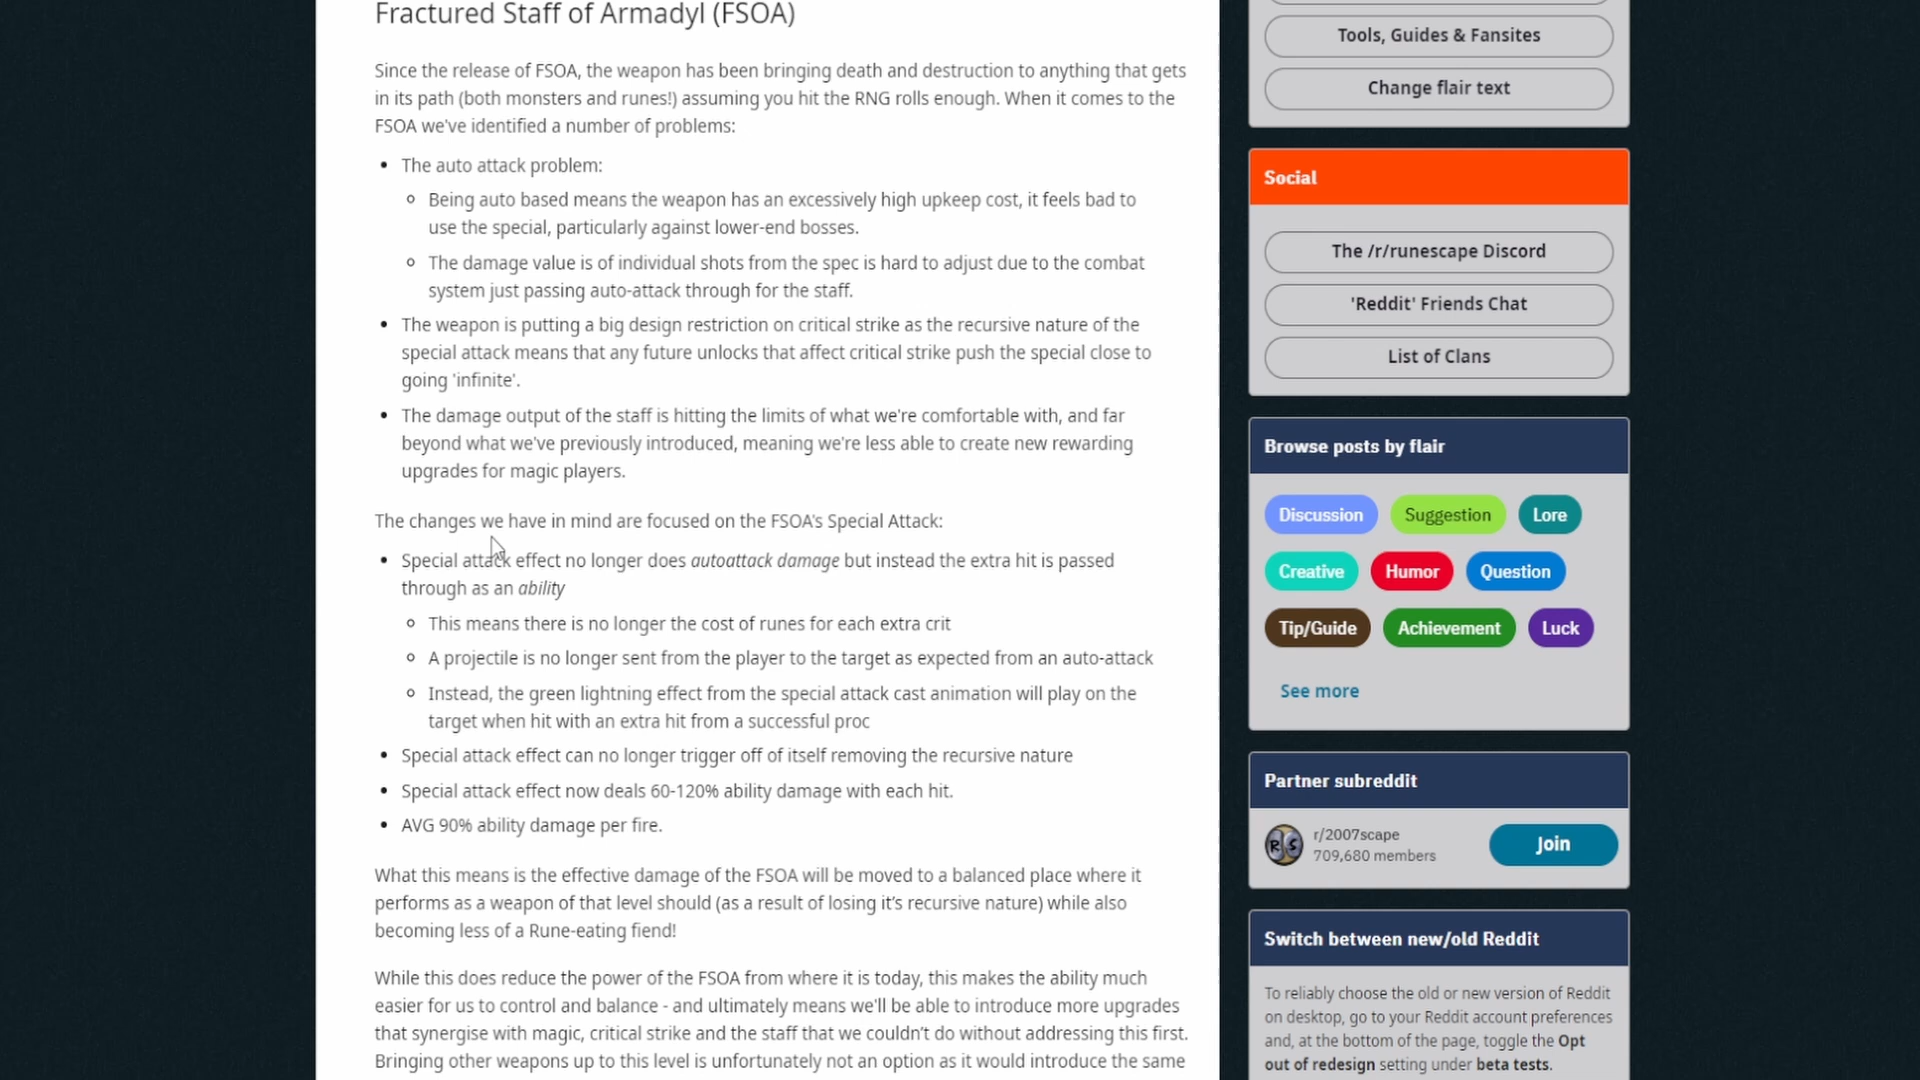 Fractured Staff of Armadyl (FSOA)
Since the release of FSOA, the weapon has been bringing death and destruction to anything that gets
in its path (both monsters and runes!) assuming you hit the RNG rolls enough. When it comes to the
FSOA we've identified a number of problems:
• The auto attack problem:
◦ Being auto based means the weapon has an excessively high upkeep cost, it feels bad to
use the special, particularly against lower-end bosses.
◦ The damage value is of individual shots from the spec is hard to adjust due to the combat
system just passing auto-attack through for the staff.
• The weapon is putting a big design restriction on critical strike as the recursive nature of the
special attack means that any future unlocks that affect critical strike push the special close to
going 'infinite'.
• The damage output of the staff is hitting the limits of what we're comfortable with, and far
beyond what we've previously introduced, meaning we're less able to create new rewarding
upgrades for magic players.
The changes we have in mind are focused on the FSOA's Special Attack:
• Special attack effect no longer does autoattack damage but instead the extra hit is passed
through as an ability
◦ This means there is no longer the cost of runes for each extra crit
◦ A projectile is no longer sent from the player to the target as expected from an auto-attack
◦ Instead, the green lightning effect from the special attack cast animation will play on the
target when hit with an extra hit from a successful proc
• Special attack effect can no longer trigger off of itself removing the recursive nature
• Special attack effect now deals 60-120% ability damage with each hit.
• AVG 90% ability damage per fire.
What this means is the effective damage of the FSOA will be moved to a balanced place where it
performs as a weapon of that level should (as a result of losing it’s recursive nature) while also
becoming less of a Rune-eating fiend!
While this does reduce the power of the FSOA from where it is today, this makes the ability much
easier for us to control and balance - and ultimately means we'll be able to introduce more upgrades
that synergise with magic, critical strike and the staff that we couldn’t do without addressing this first.
Bringing other weapons up to this level is unfortunately not an option as it would introduce the same
Tools, Guides & Fansites
Change flair text
Social
The /r/runescape Discord
'Reddit' Friends Chat
List of Clans
Browse posts by flair
Discussion Suggestion Lore
Creative Humor Question
Tip/Guide Achievement Luck
See more
Partner subreddit
RS
r/2007scape
709,680 members
Join
Switch between new/old Reddit
To reliably choose the old or new version of Reddit
on desktop, go to your Reddit account preferences
and, at the bottom of the page, toggle the Opt
out of redesign setting under beta tests.